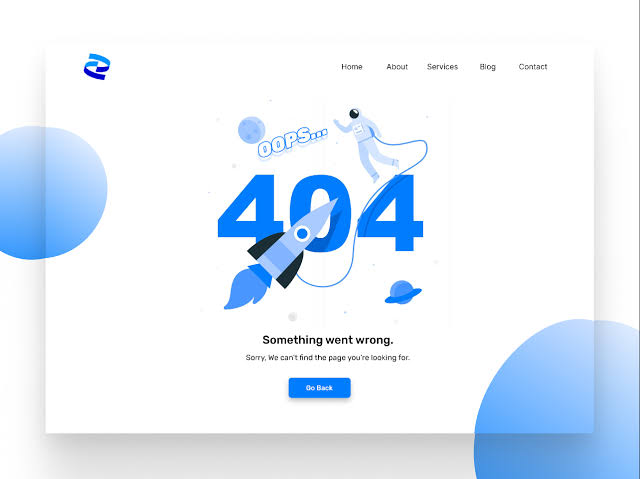 Home About Services Blog Contact
OOPS....
404
Something went wrong.
Sorry, We can't find the page you're looking for.
Go Back